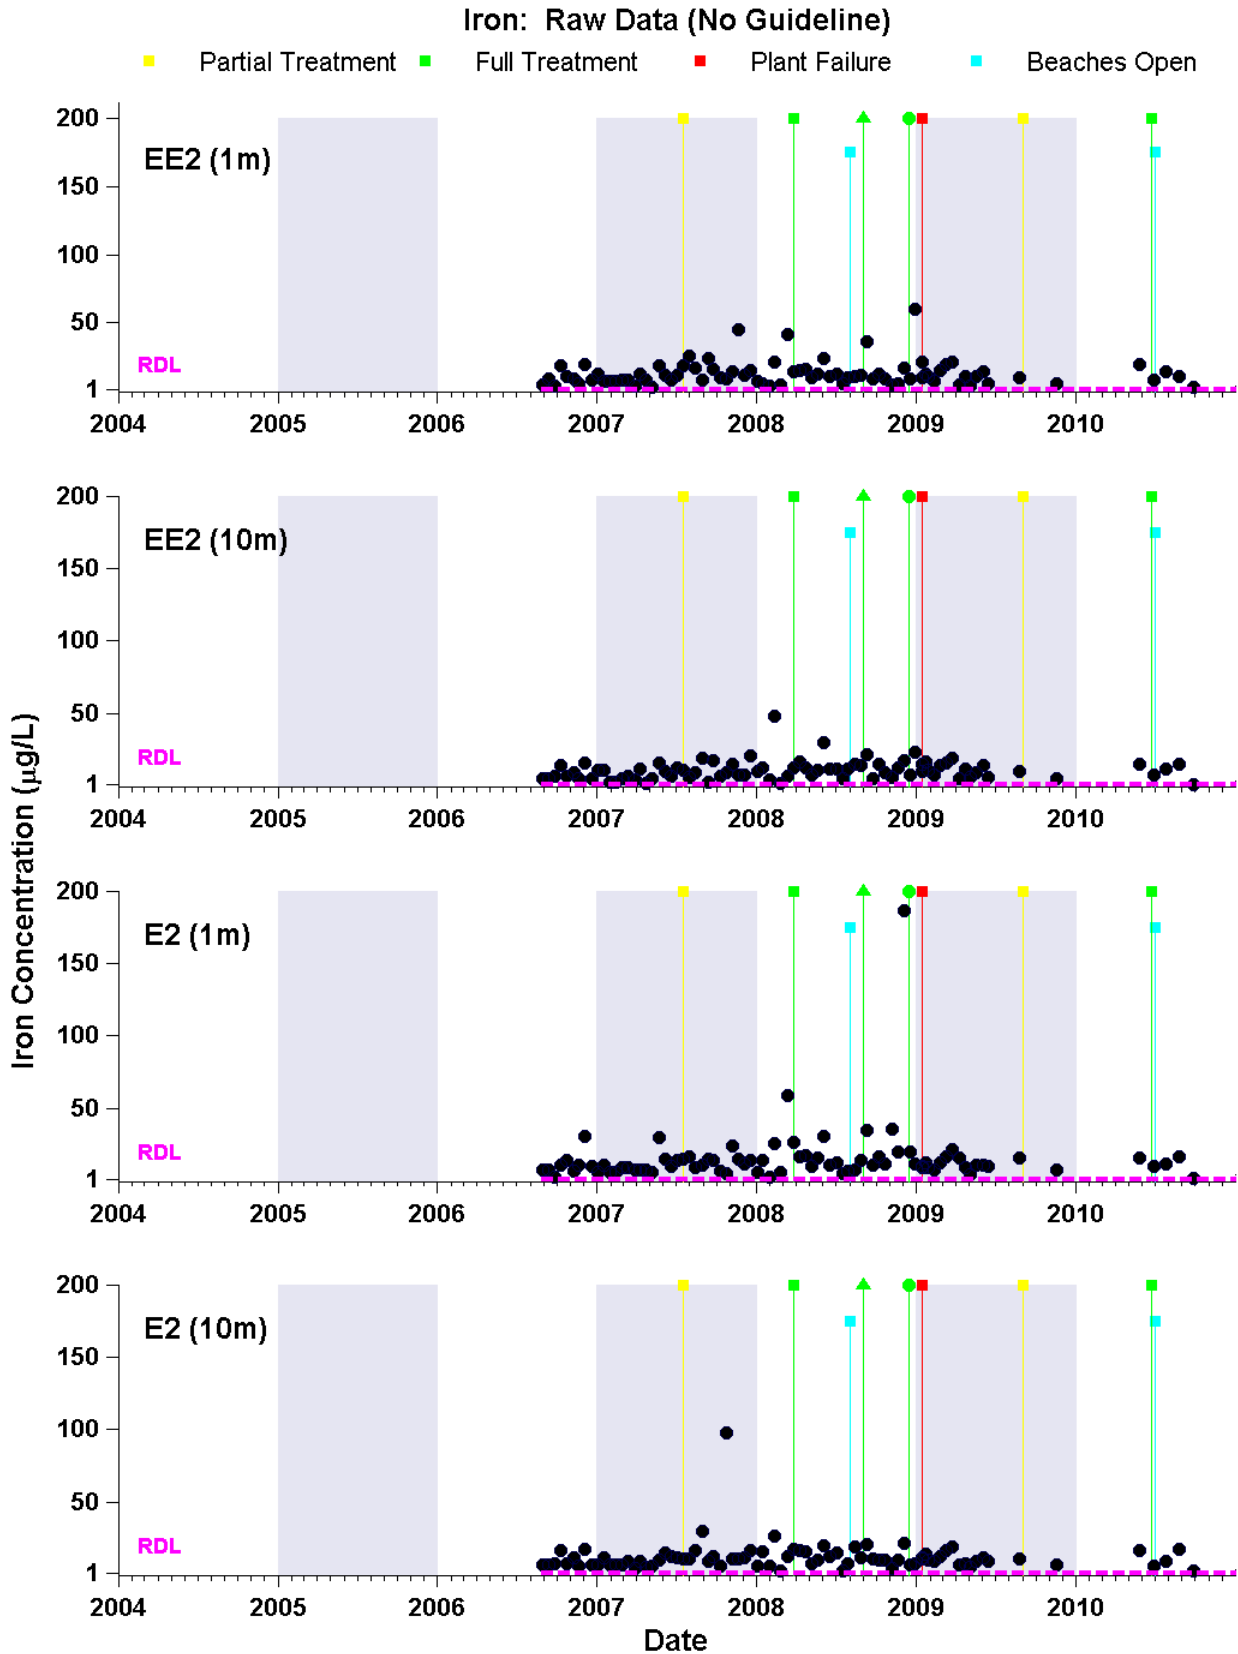 Iron: Raw Data (No Guideline)
Partial Treatment Full Treatment Plant Failure Beaches Open
200
EE2 (1m)
150
100
50
RDL
1
2004 2005 2006 2007 2008 2009 2010
200
EE2 (10m)
150
100
50
RDL
1
2004 2005 2006 2007 2008 2009 2010
Iron Concentration (μg/L)
200
E2 (1m)
150
100
50
RDL
1
2004 2005 2006 2007 2008 2009 2010
200
E2 (10m)
150
100
50
RDL
1
2004 2005 2006 2007 2008 2009 2010
Date